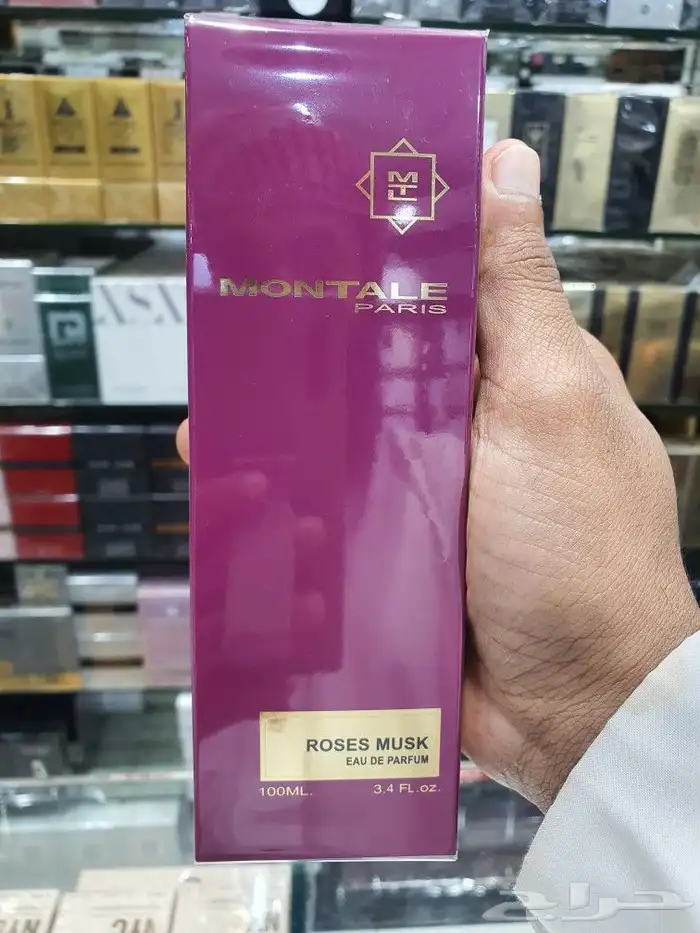 MTL
MONTALE
PARIS
ROSES MUSK
EAU DE PARFUM
100ML. 3.4 FL.oz.
حراج